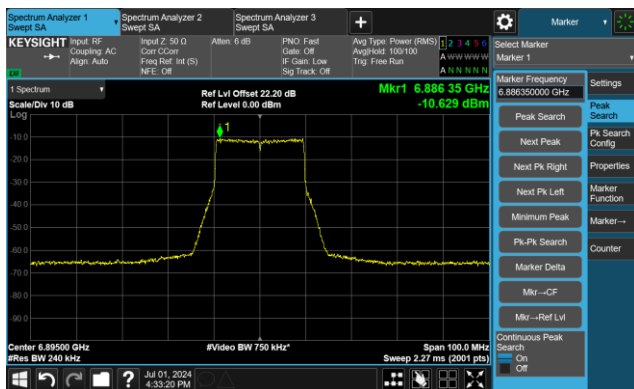 Spectrum Analyzer 1
Swept SA
Spectrum Analyzer 2
Swept SA
Spectrum Analyzer 3
Swept SA
Marker
KEYSIGHT
Input: RF
Coupling: AC
Align: Auto
Input Z: 50 Ω
Corr CCorr
Freq Ref: Int (S)
NFE: Off
Atten: 6 dB
PNO: Fast
Gate: Off
IF Gain: Low
Sig Track: Off
Avg Type: Power (RMS)
Avg|Hold: 100/100
Trig: Free Run
1 2 3 4 5 6
A W W W W W
A N N N N N
Select Marker
Marker 1
1 Spectrum
Scale/Div 10 dB
Log
Ref Lvl Offset 22.20 dB
Ref Level 0.00 dBm
Mkr1 6.886 35 GHz
-10.629 dBm
1
-10.0
-20.0
-30.0
-40.0
-50.0
-60.0
-70.0
-80.0
-90.0
Center 6.89500 GHz
#Res BW 240 kHz
#Video BW 750 kHz*
Span 100.0 MHz
Sweep 2.27 ms (2001 pts)
Marker Frequency
6.886350000 GHz
Peak Search
Next Peak
Next Pk Right
Next Pk Left
Minimum Peak
Pk-Pk Search
Marker Delta
Mkr→CF
Mkr→Ref Lvl
Continuous Peak
Search
On
Off
Settings
Peak
Search
Pk Search
Config
Properties
Marker
Function
Marker→
Counter
?
Jul 01, 2024
4:33:20 PM